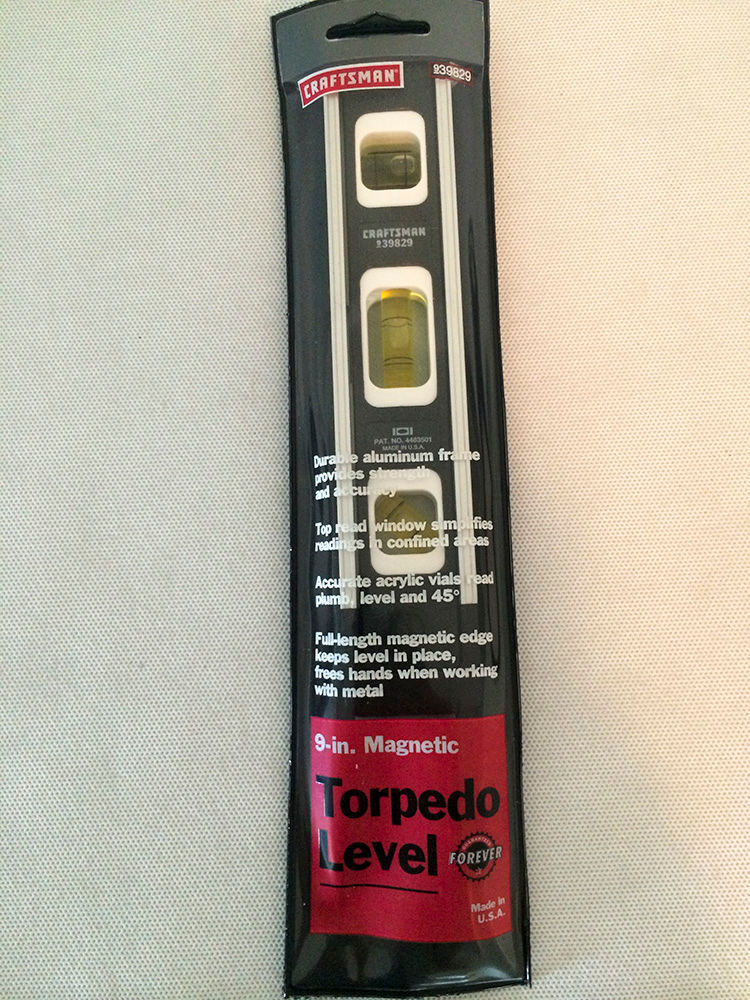 CRAFTSMAN
939829
CRAFTSMAN
939829
PAT. NO. 4463501
MADE IN U.S.A.
Durable aluminum frame
provides strength
and accuracy
Top read window simplifies
readings in confined areas
Accurate acrylic vials read
plumb, level and 45°
Full-length magnetic edge
keeps level in place,
frees hands when working
with metal
9-in. Magnetic
Torpedo
Level
GUARANTEED
FOREVER
Made in
U.S.A.